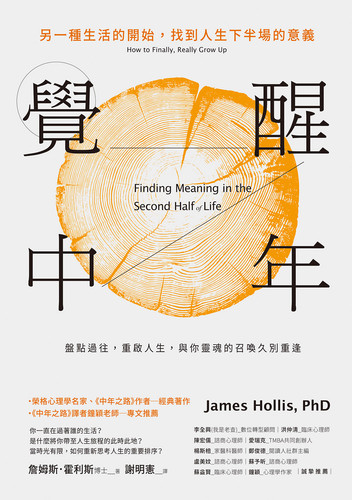 另一種生活的開始，找到人生下半場的意義
How to Finally, Really Grow Up
覺醒
Finding Meaning in the
Second Half of Life
中年
盤點過往，重啟人生，與你靈魂的召喚久別重逢
•榮格心理學名家、《中年之路》作者─經典著作
•《中年之路》譯者鐘穎老師─專文推薦
你一直在過著誰的生活？
是什麼將你帶至人生旅程的此時此地？
當時光有限，如何重新思考人生的重要排序？
詹姆斯·霍利斯博士＿著 謝明憲＿譯
James Hollis, PhD
李全興(我是老查)_數位轉型顧問｜洪仲清_臨床心理師
陳宏儒_諮商心理師｜愛瑞克_TMBA共同創辦人
楊斯棓_家醫科醫師｜鄭俊德_閱讀人社群主編
盧美妏_諮商心理師｜蘇予昕_諮商心理師
蘇益賢_臨床心理師｜鐘穎_心理學作家 ｜誠摯推薦｜